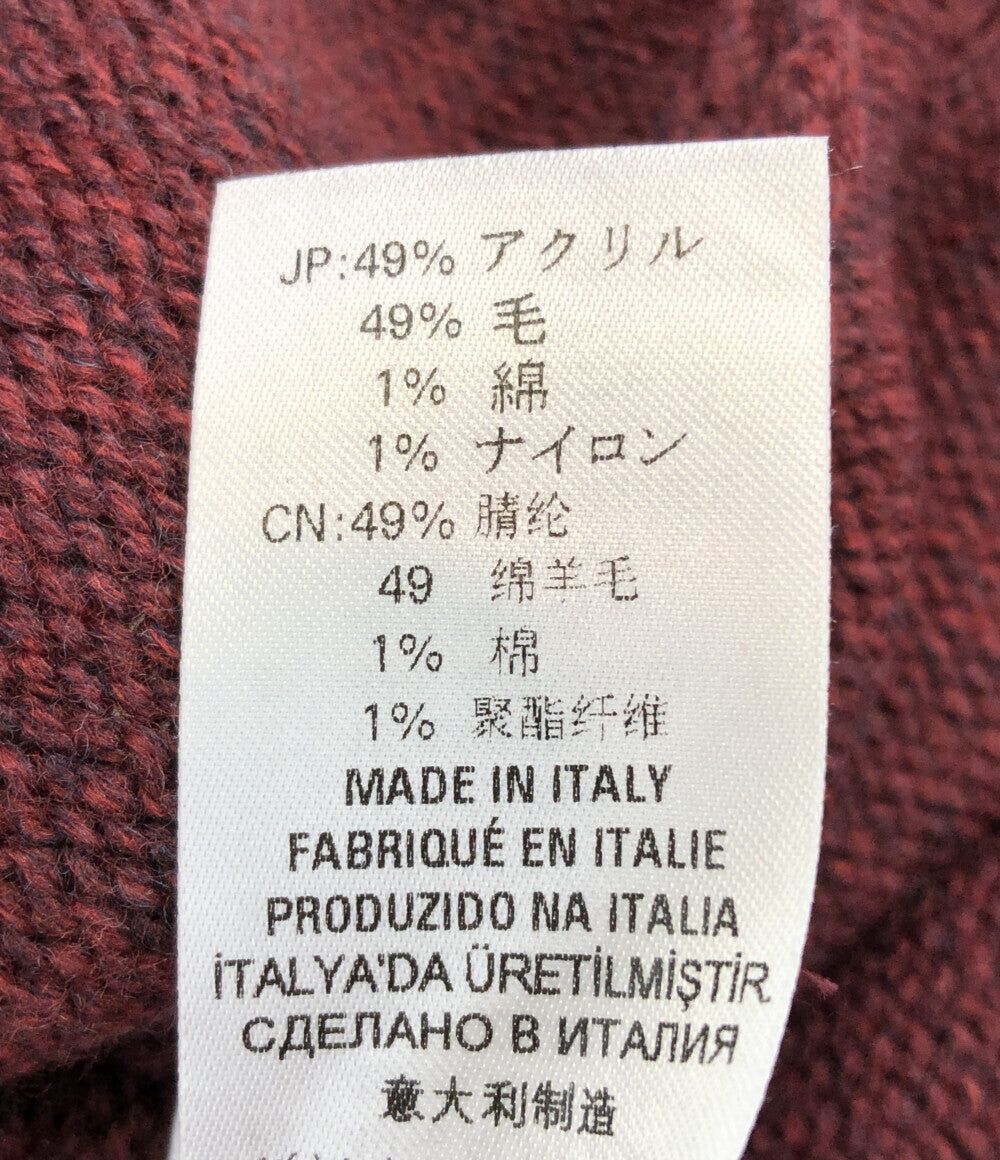 JP:49% アクリル
49% 毛
1% 綿
1% ナイロン
CN:49% 腈纶
49 绵羊毛
1% 棉
1% 聚酯纤维
MADE IN ITALY
FABRIQUÉ EN ITALIE
PRODUZIDO NA ITALIA
İTALYA'DA ÜRETİLMİŞTİR
СДЕЛАНО В ИТАЛИЯ
意大利制造